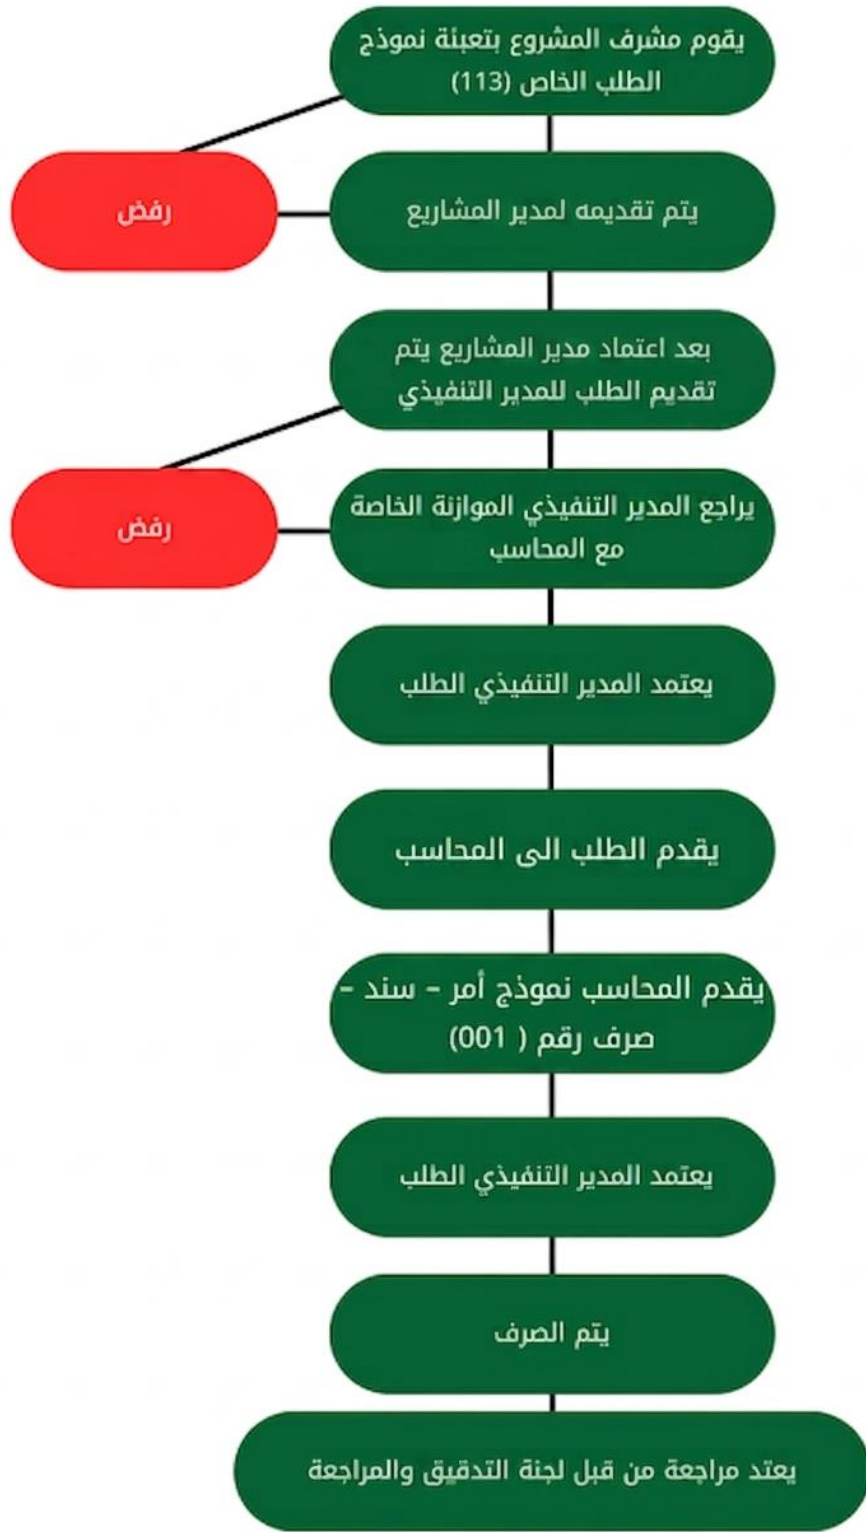 يقوم مشرف المشروع بتعبئة نموذج
الطلب الخاص (113)
رفض
يتم تقديمه لمدير المشاريع
بعد اعتماد مدير المشاريع يتم
تقديم الطلب للمدير التنفيذي
رفض
يراجع المدير التنفيذي الموازنة الخاصة
مع المحاسب
يعتمد المدير التنفيذي الطلب
يقدم الطلب الى المحاسب
يقدم المحاسب نموذج أمر – سند –
صرف رقم ( 001)
يعتمد المدير التنفيذي الطلب
يتم الصرف
يعتد مراجعة من قبل لجنة التدقيق والمراجعة